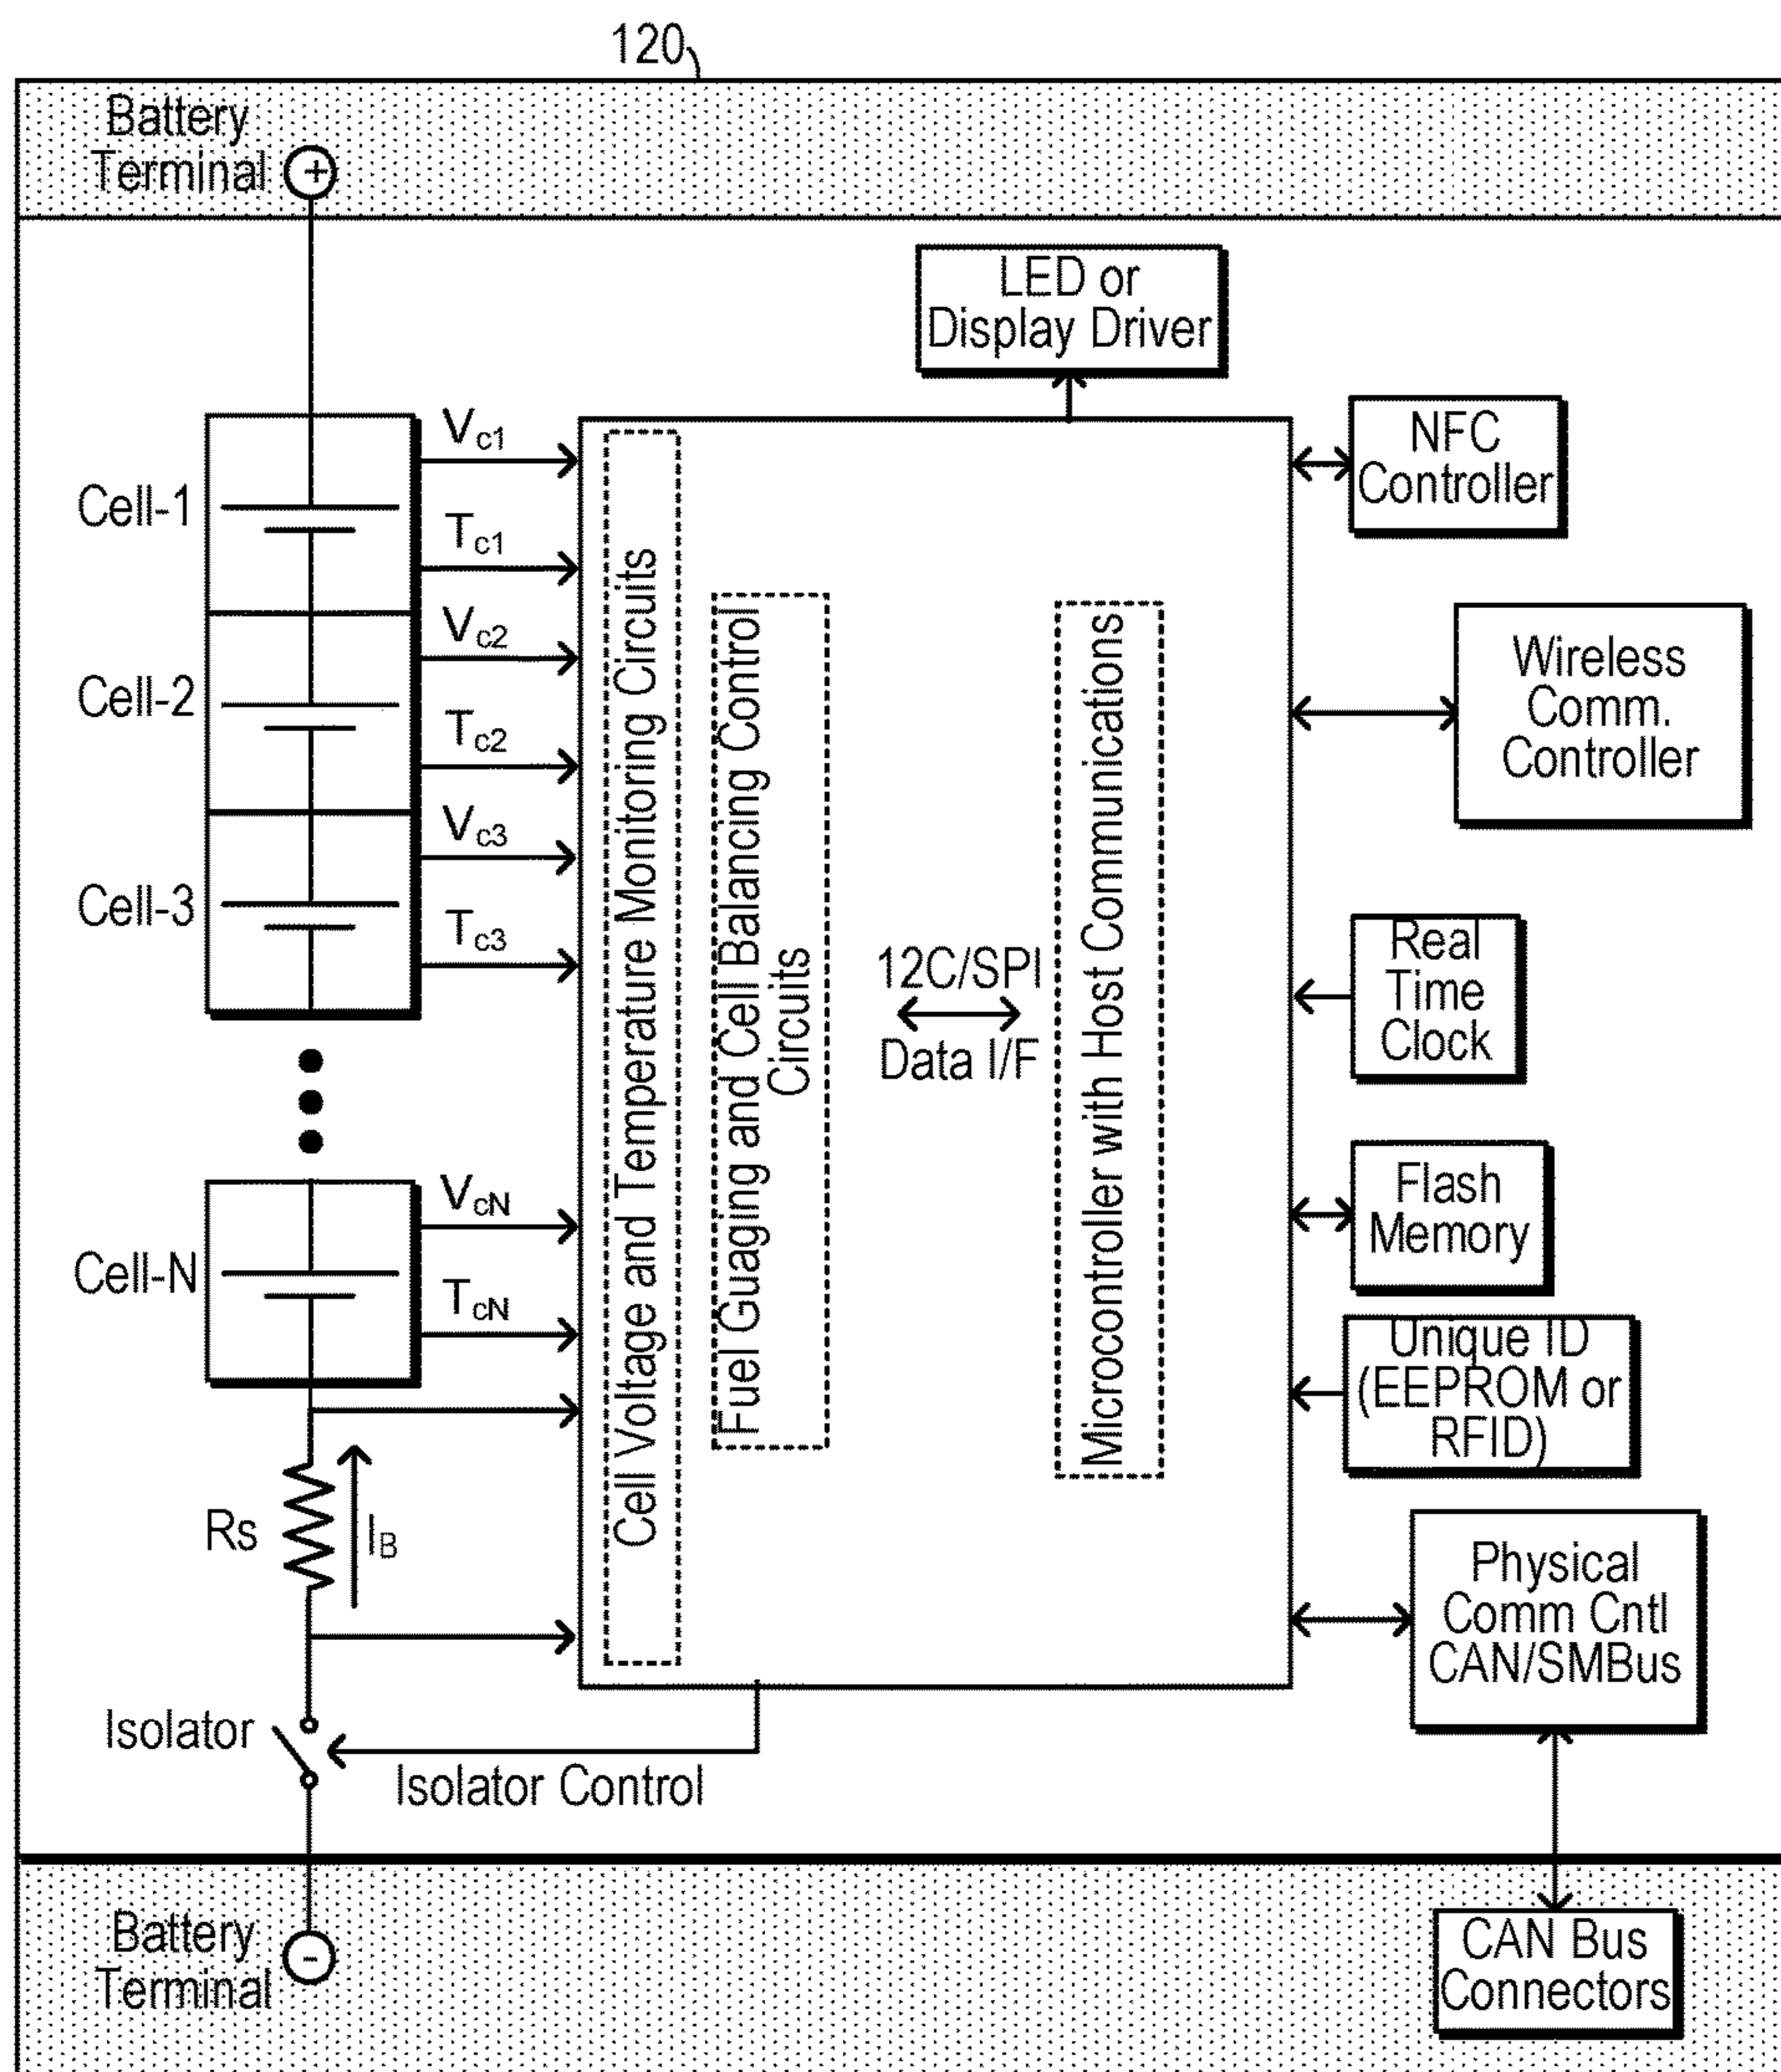 120
Battery
Terminal
+
LED or
Display Driver
NFC
Controller
Wireless
Comm.
Controller
Real
Time
Clock
Flash
Memory
Unique ID
(EEPROM or
RFID)
Physical
Comm Cntl
CAN/SMBus
CAN Bus
Connectors
Cell-1
Vc1
Tc1
Cell-2
Vc2
Tc2
Cell-3
Vc3
Tc3
Cell-N
VcN
TcN
Rs
IB
Isolator
Isolator Control
Cell Voltage and Temperature Monitoring Circuits
Fuel Guaging and Cell Balancing Control
Circuits
12C/SPI
Data I/F
Microcontroller with Host Communications
Battery
Terminal
-